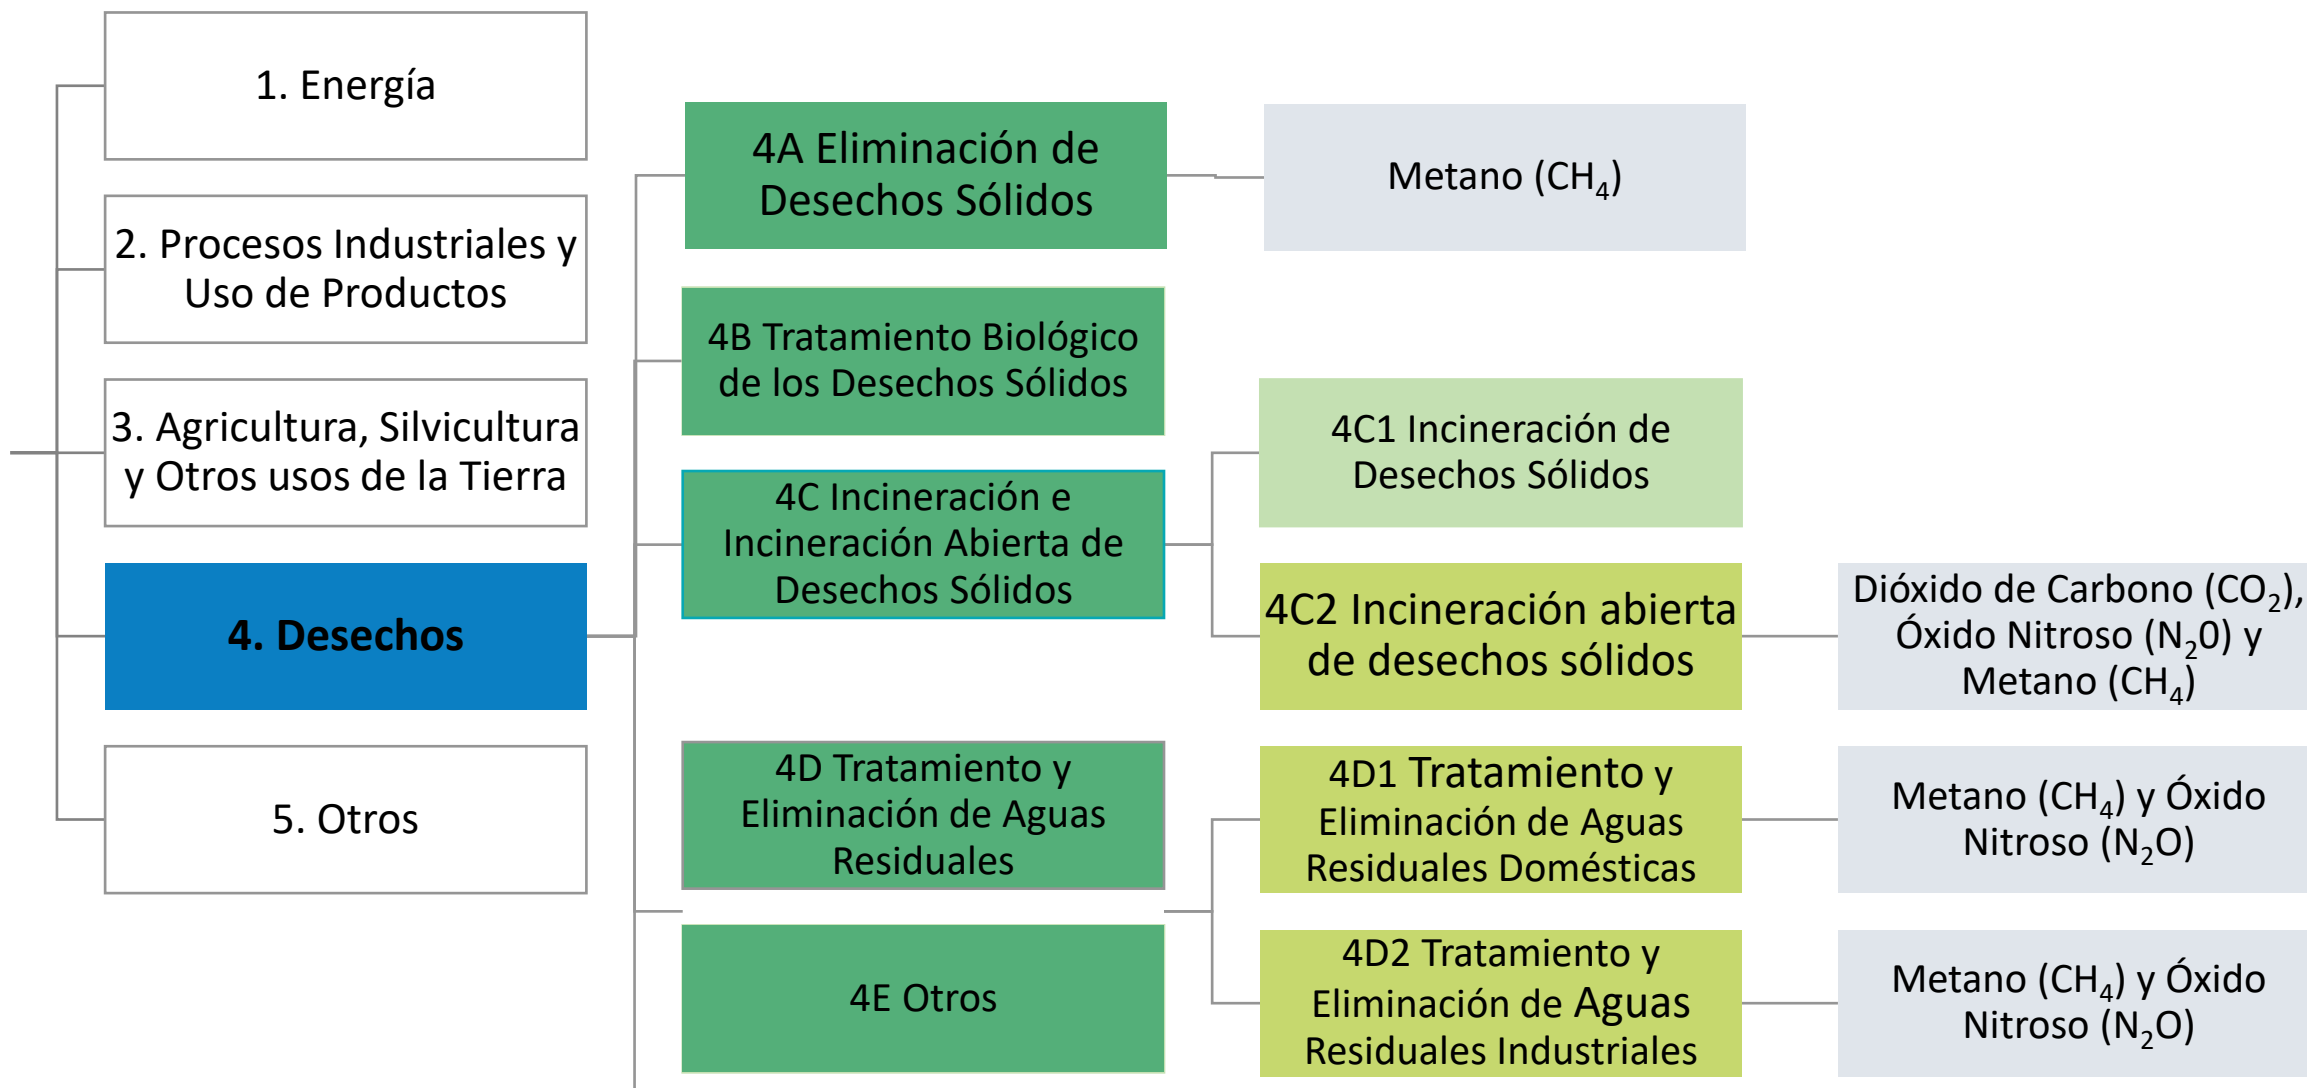 1. Energía
2. Procesos Industriales y
Uso de Productos
3. Agricultura, Silvicultura
y Otros usos de la Tierra
4. Desechos
5. Otros
4A Eliminación de
Desechos Sólidos
4B Tratamiento Biológico
de los Desechos Sólidos
4C Incineración e
Incineración Abierta de
Desechos Sólidos
4D Tratamiento y
Eliminación de Aguas
Residuales
4E Otros
Metano (CH₄)
4C1 Incineración de
Desechos Sólidos
4C2 Incineración abierta
de desechos sólidos
4D1 Tratamiento y
Eliminación de Aguas
Residuales Domésticas
4D2 Tratamiento y
Eliminación de Aguas
Residuales Industriales
Dióxido de Carbono (CO₂),
Óxido Nitroso (N₂0) y
Metano (CH₄)
Metano (CH₄) y Óxido
Nitroso (N₂O)
Metano (CH₄) y Óxido
Nitroso (N₂O)